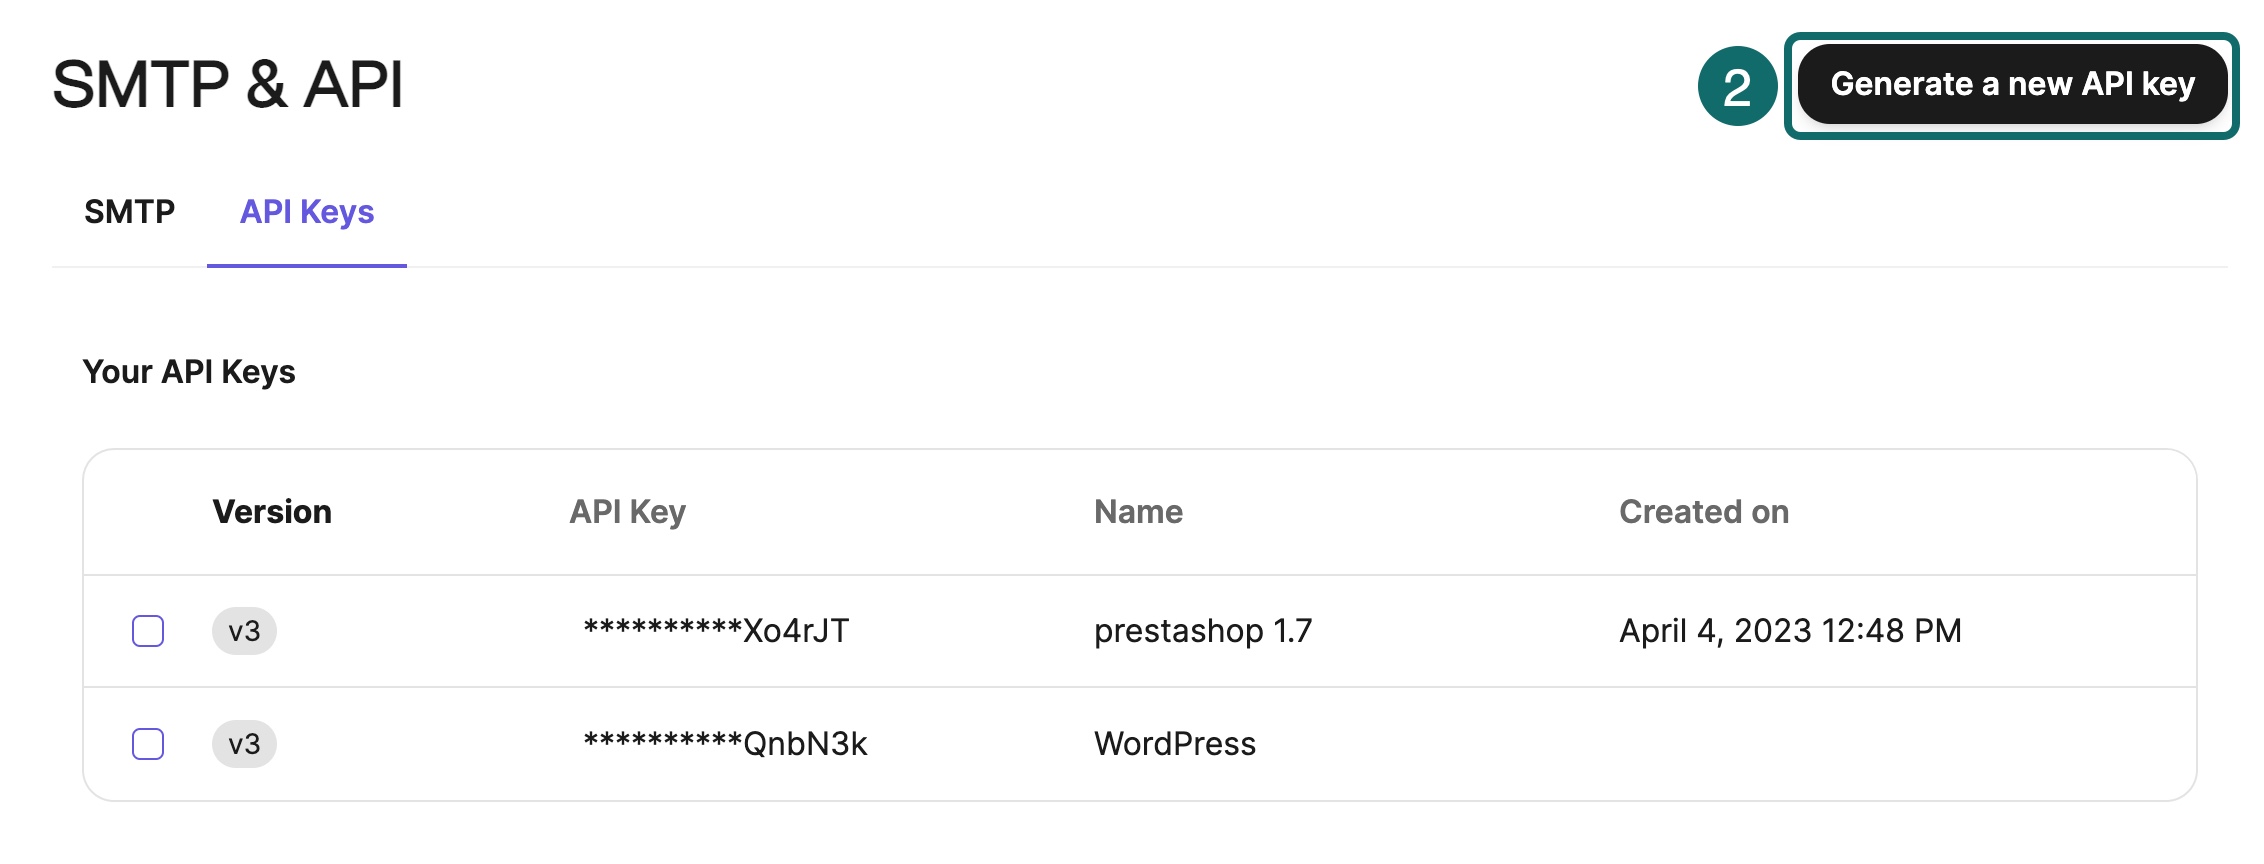 SMTP & API
2 Generate a new API key
SMTP API Keys
Your API Keys
Version API Key Name Created on
v3 **********Xo4rJT prestashop 1.7 April 4, 2023 12:48 PM
v3 **********QnbN3k WordPress